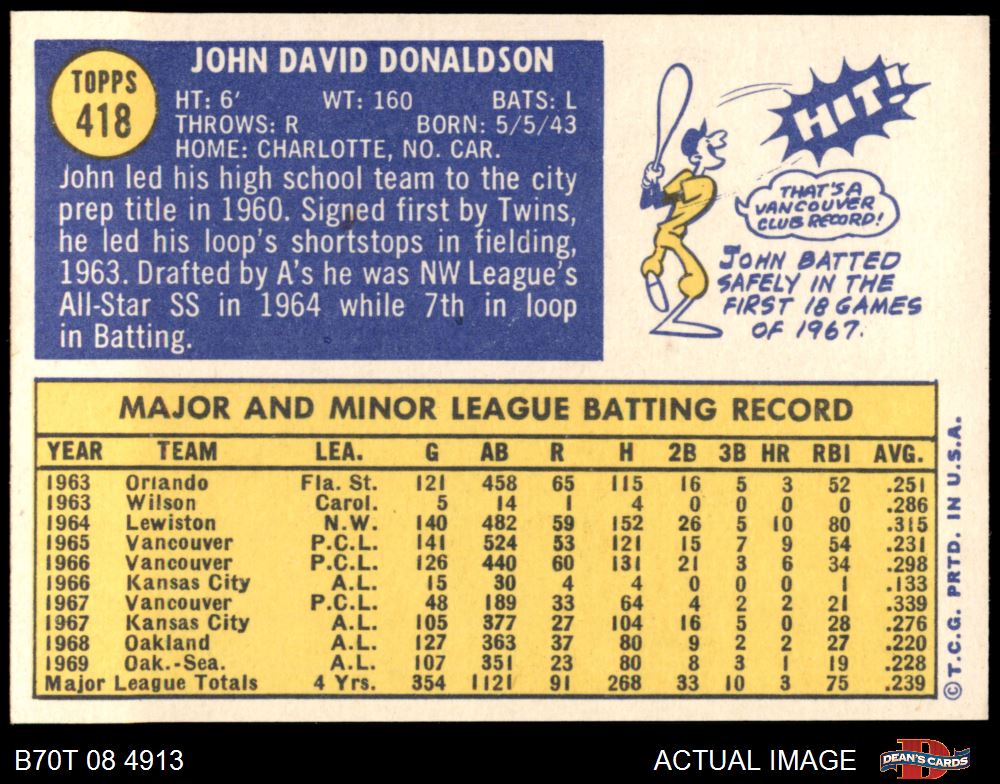 TOPPS
418
JOHN DAVID DONALDSON
HT: 6′ WT: 160 BATS: L
THROWS: R BORN: 5/5/43
HOME: CHARLOTTE, NO. CAR.
John led his high school team to the city
prep title in 1960. Signed first by Twins,
he led his loop's shortstops in fielding,
1963. Drafted by A's he was NW League's
All-Star SS in 1964 while 7th in loop
in Batting.
HIT!
THAT'S A
VANCOUVER
CLUB RECORD!
JOHN BATTED
SAFELY IN THE
FIRST 18 GAMES
OF 1967.
MAJOR AND MINOR LEAGUE BATTING RECORD
YEAR TEAM LEA. G AB R H 2B 3B HR RBI AVG.
1963 Orlando Fla. St. 121 458 65 115 16 5 3 52 .251
1963 Wilson Carol. 5 14 1 4 0 0 0 0 .286
1964 Lewiston N.W. 140 482 59 152 26 5 10 80 .315
1965 Vancouver P.C.L. 141 524 53 121 15 7 9 54 .231
1966 Vancouver P.C.L. 126 440 60 131 21 3 6 34 .298
1966 Kansas City A.L. 15 30 4 4 0 0 0 1 .133
1967 Vancouver P.C.L. 48 189 33 64 4 2 2 21 .339
1967 Kansas City A.L. 105 377 27 104 16 5 0 28 .276
1968 Oakland A.L. 127 363 37 80 9 2 2 27 .220
1969 Oak.-Sea. A.L. 107 351 23 80 8 3 1 19 .228
Major League Totals 4 Yrs. 354 1121 91 268 33 10 3 75 .239
© T.C.G. PRTD. IN U.S.A.
B70T 08 4913
ACTUAL IMAGE
DEAN'S CARDS